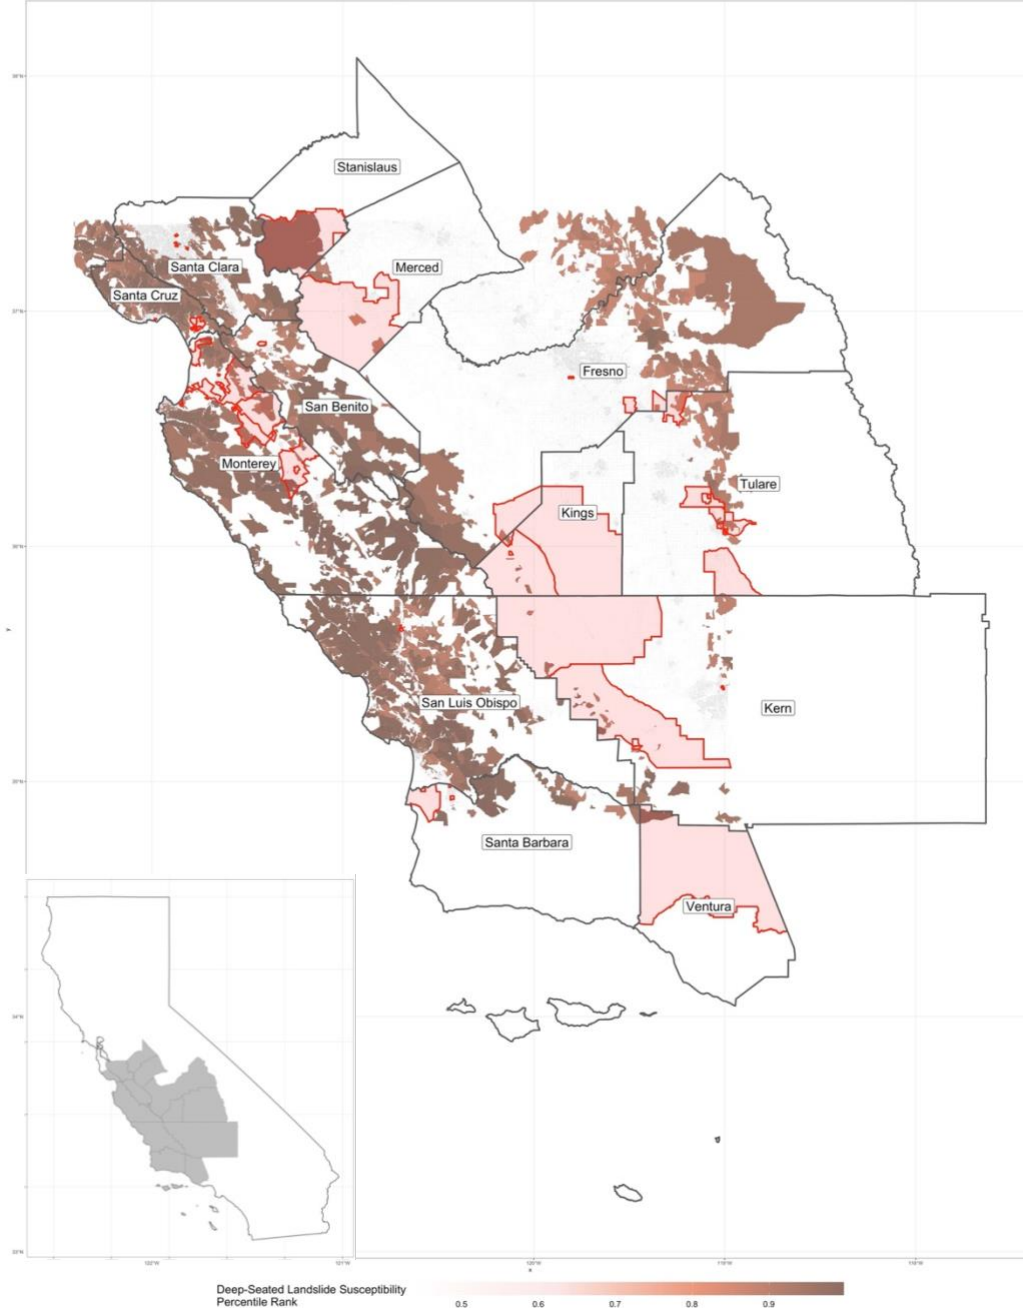 Stanislaus
Santa Clara
Merced
Santa Cruz
Fresno
San Benito
Monterey
Tulare
Kings
San Luis Obispo
Kern
Santa Barbara
Ventura
Deep-Seated Landslide Susceptibility
Percentile Rank
0.5 0.6 0.7 0.8 0.9